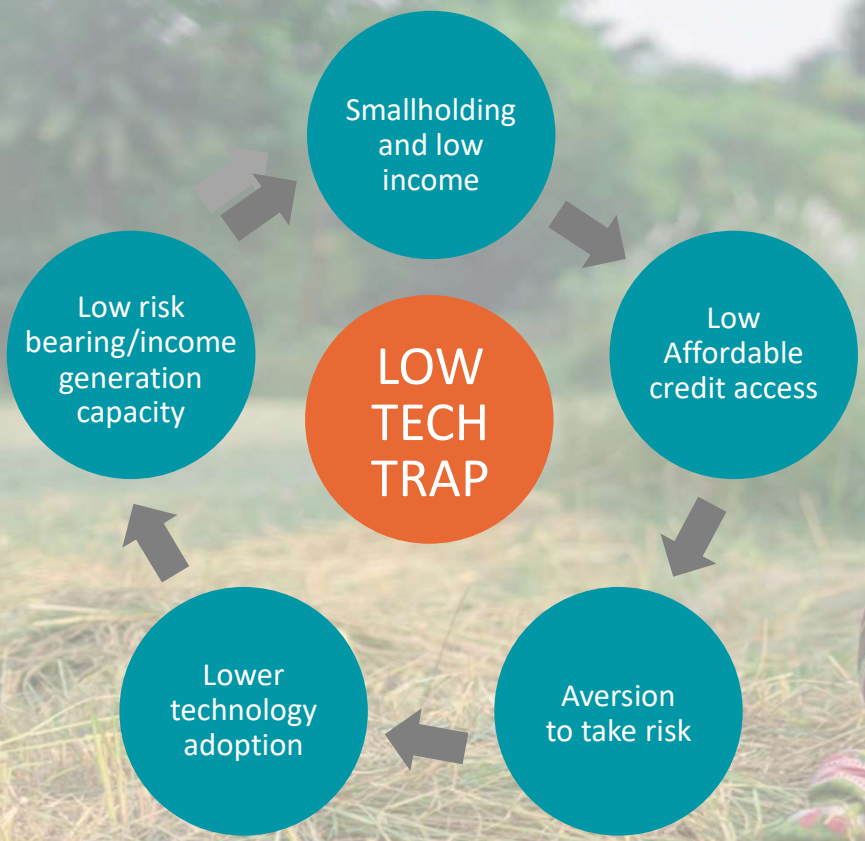 Smallholding
and low
income
Low
Affordable
credit access
Aversion
to take risk
Lower
technology
adoption
Low risk
bearing/income
generation
capacity
LOW
TECH
TRAP